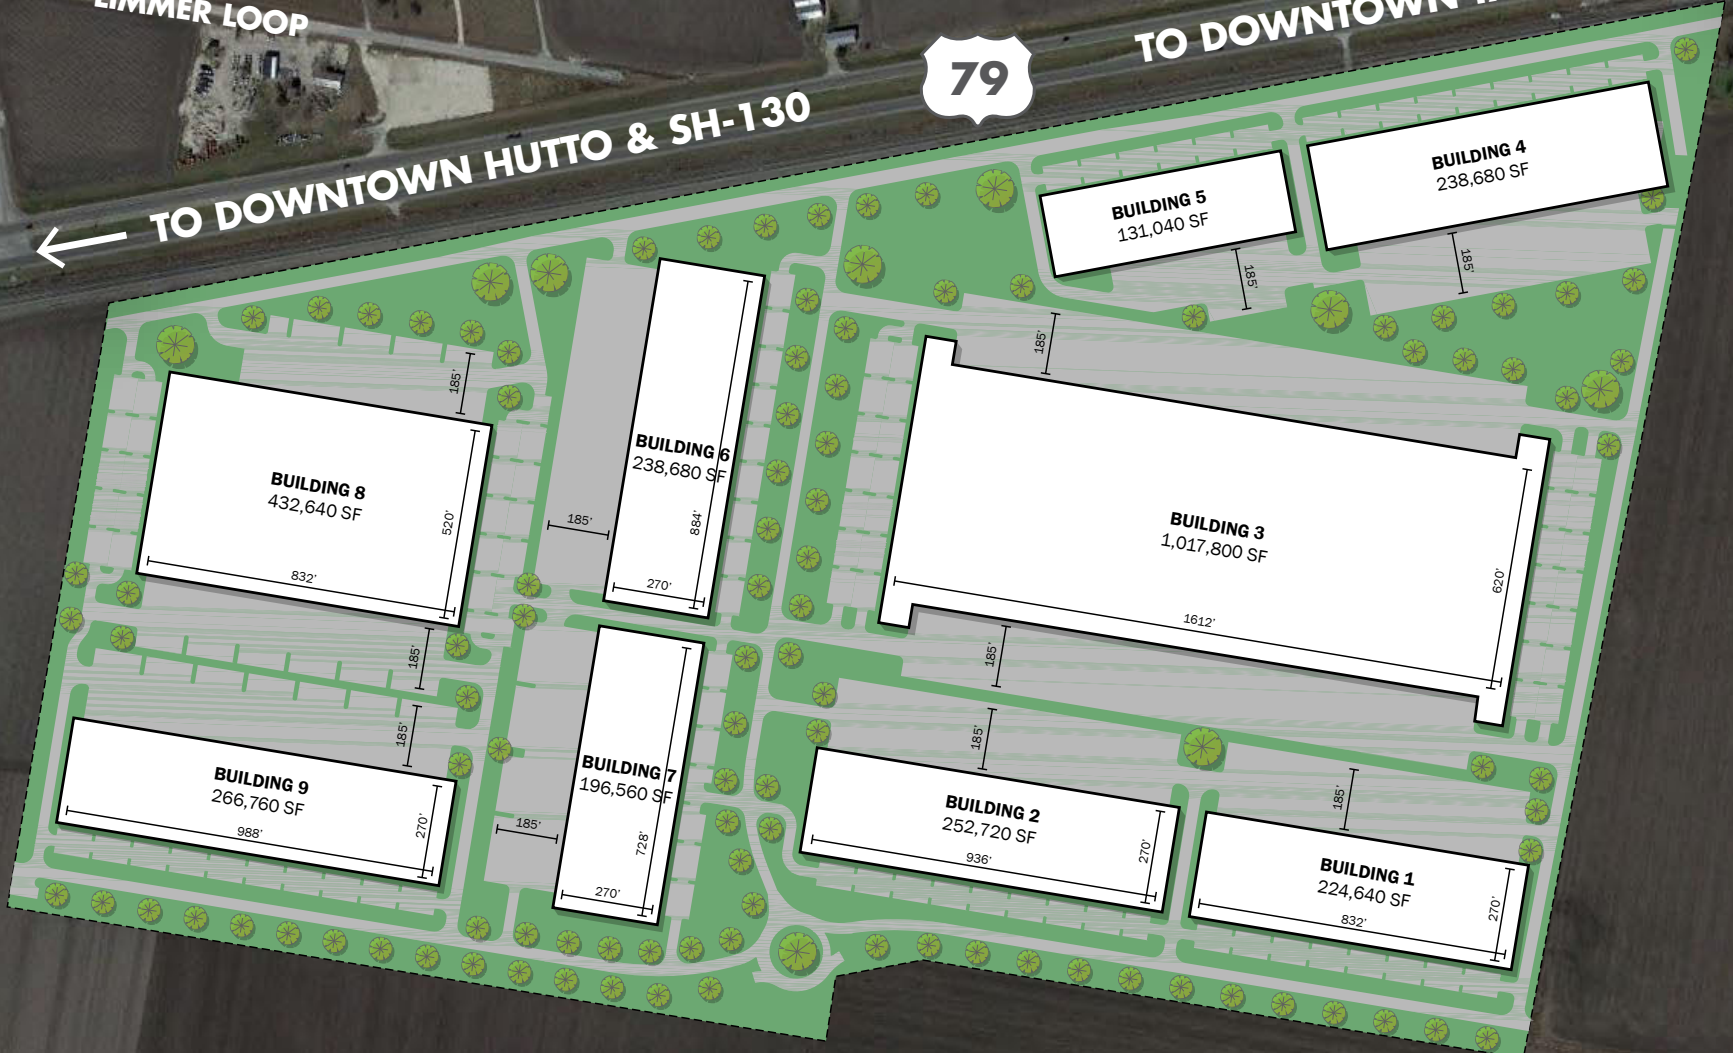 LIMMER LOOP
TO DOWNTOWN
79
TO DOWNTOWN HUTTO & SH-130
BUILDING 4
238,680 SF
185'
BUILDING 5
131,040 SF
185'
BUILDING 6
238,680 SF
884'
270'
185'
BUILDING 8
432,640 SF
520'
832'
185'
185'
BUILDING 3
1,017,800 SF
620'
1612'
185'
185'
BUILDING 9
266,760 SF
270'
988'
185'
BUILDING 7
196,560 SF
728'
270'
185'
BUILDING 2
252,720 SF
270'
936'
185'
BUILDING 1
224,640 SF
270'
832'
185'